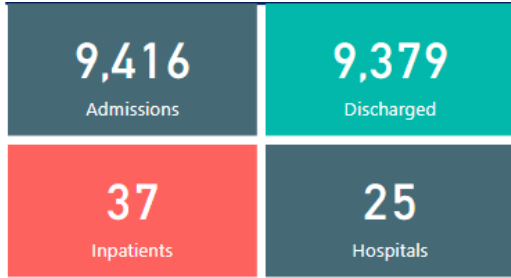 9,416
Admissions
9,379
Discharged
37
Inpatients
25
Hospitals